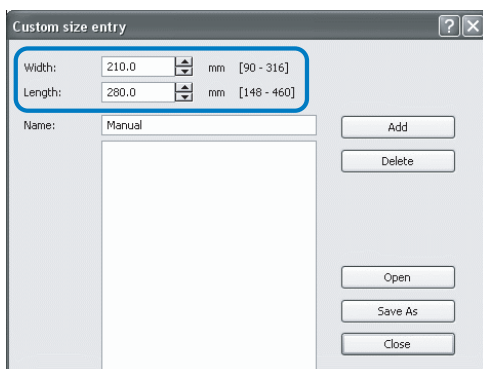 Custom size entry
Width: 210.0 mm [90 - 316]
Length: 280.0 mm [148 - 460]
Name: Manual Add
Delete
Open
Save As
Close